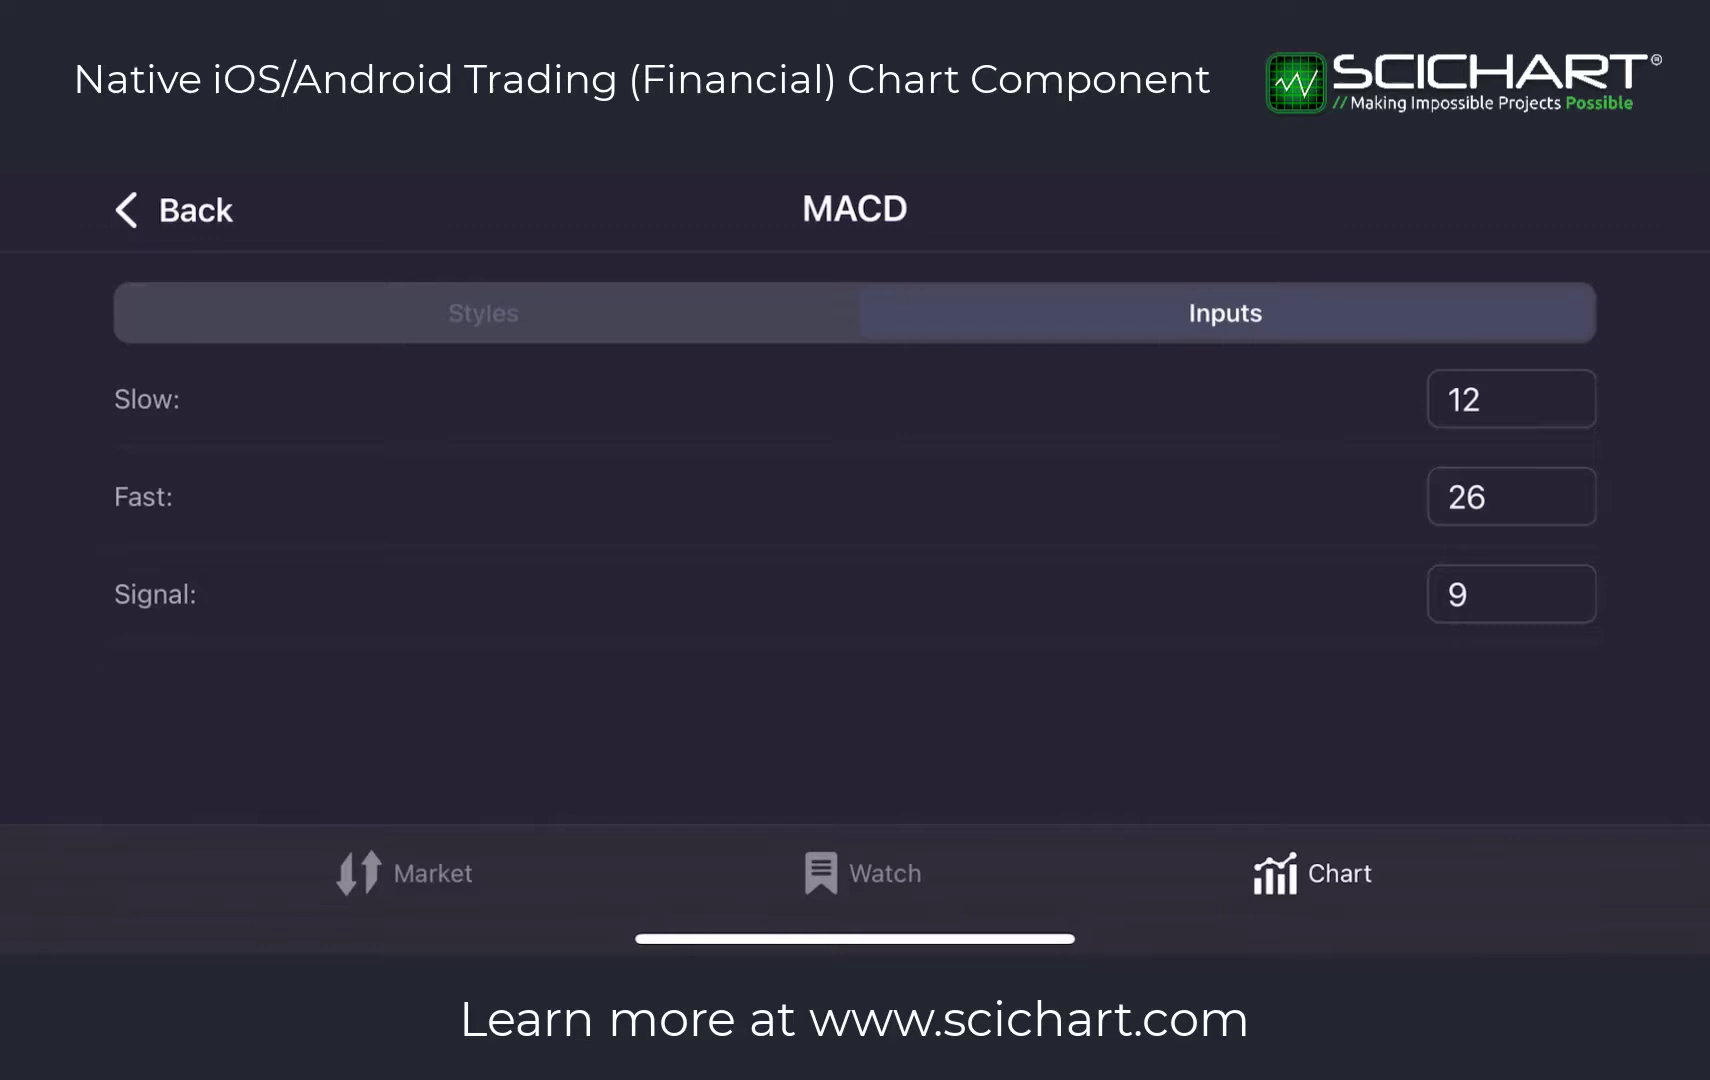 Native iOS/Android Trading (Financial) Chart Component
SCICHART®
// Making Impossible Projects Possible
Back
MACD
Styles
Inputs
Slow:
12
Fast:
26
Signal:
9
Market
Watch
Chart
Learn more at www.scichart.com